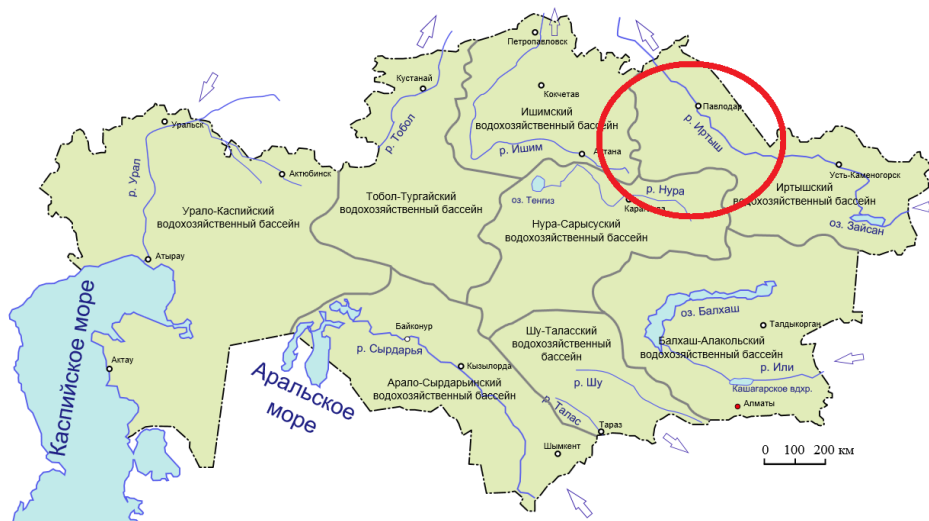 Петропавловск
Кустанай
Кокчетав
Павлодар
Ишимский
водохозяйственный бассейн
р. Тобол
р. Иртыш
Уральск
р. Ишим
Астана
Актюбинск
р. Урал
Усть-Каменогорск
Тобол-Тургайский
водохозяйственный бассейн
оз. Тенгиз
р. Нура
Караганда
Иртышский
водохозяйственный бассейн
Урало-Каспийский
водохозяйственный бассейн
Нура-Сарысуский
водохозяйственный бассейн
оз. Зайсан
Атырау
Каспийское море
Байконур
р. Сырдарья
Аральское
море
оз. Балхаш
Талдыкорган
Шу-Таласский
водохозяйственный
бассейн
Балхаш-Алакольский
водохозяйственный бассейн
Актау
Кызылорда
р. Шу
р. Или
Арало-Сырдарьинский
водохозяйственный бассейн
Кашагарское вдхр.
Алматы
р. Талас
Тараз
Шымкент
0 100 200 км